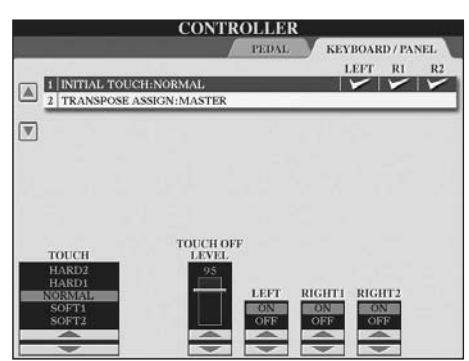 CONTROLLER
PEDAL KEYBOARD / PANEL
LEFT R1 R2
1 INITIAL TOUCH:NORMAL
2 TRANSPOSE ASSIGN:MASTER
TOUCH
HARD2
HARD1
NORMAL
SOFT1
SOFT2
TOUCH OFF
LEVEL
95
LEFT RIGHT1 RIGHT2
ON ON ON
OFF OFF OFF